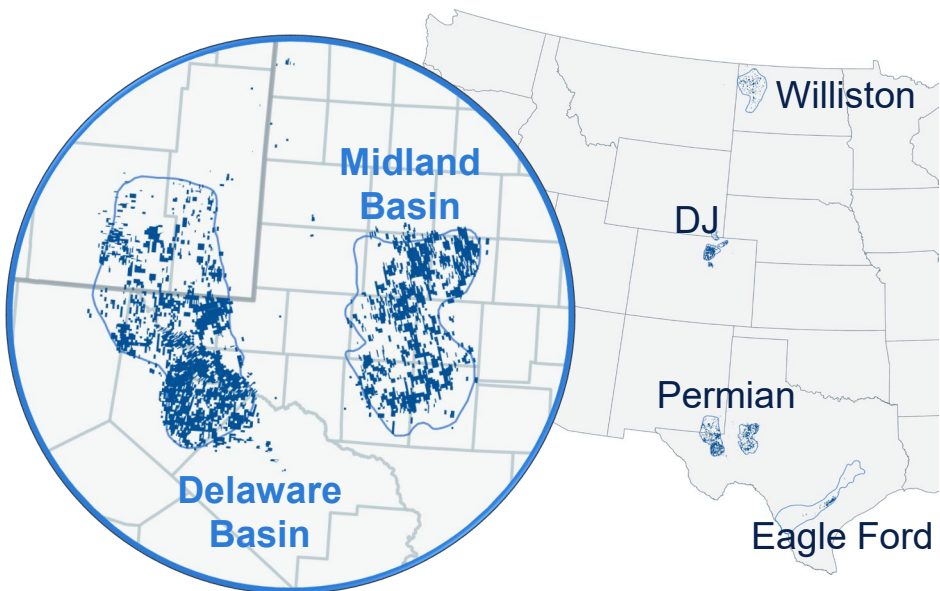 Midland
Basin
Delaware
Basin
Williston
DJ
Permian
Eagle Ford